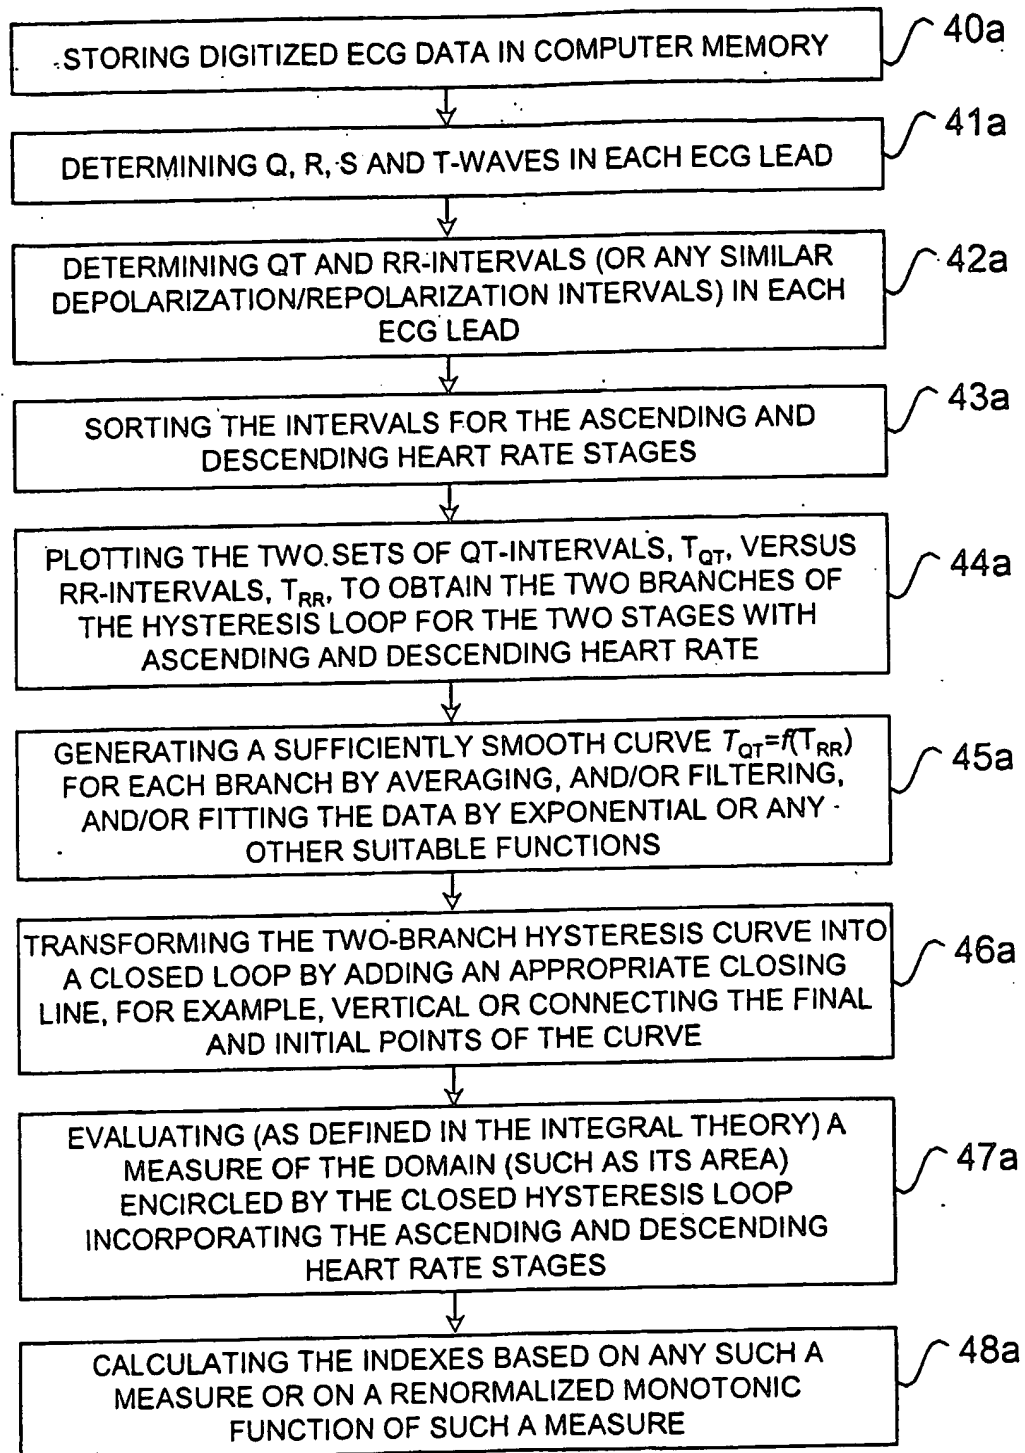 STORING DIGITIZED ECG DATA IN COMPUTER MEMORY
40a
DETERMINING Q, R, S AND T-WAVES IN EACH ECG LEAD
41a
DETERMINING QT AND RR-INTERVALS (OR ANY SIMILAR
DEPOLARIZATION/REPOLARIZATION INTERVALS) IN EACH
ECG LEAD
42a
SORTING THE INTERVALS FOR THE ASCENDING AND
DESCENDING HEART RATE STAGES
43a
PLOTTING THE TWO SETS OF QT-INTERVALS, T_QT, VERSUS
RR-INTERVALS, T_RR, TO OBTAIN THE TWO BRANCHES OF
THE HYSTERESIS LOOP FOR THE TWO STAGES WITH
ASCENDING AND DESCENDING HEART RATE
44a
GENERATING A SUFFICIENTLY SMOOTH CURVE T_QT=f(T_RR)
FOR EACH BRANCH BY AVERAGING, AND/OR FILTERING,
AND/OR FITTING THE DATA BY EXPONENTIAL OR ANY
OTHER SUITABLE FUNCTIONS
45a
TRANSFORMING THE TWO-BRANCH HYSTERESIS CURVE INTO
A CLOSED LOOP BY ADDING AN APPROPRIATE CLOSING
LINE, FOR EXAMPLE, VERTICAL OR CONNECTING THE FINAL
AND INITIAL POINTS OF THE CURVE
46a
EVALUATING (AS DEFINED IN THE INTEGRAL THEORY) A
MEASURE OF THE DOMAIN (SUCH AS ITS AREA)
ENCIRCLED BY THE CLOSED HYSTERESIS LOOP
INCORPORATING THE ASCENDING AND DESCENDING
HEART RATE STAGES
47a
CALCULATING THE INDEXES BASED ON ANY SUCH A
MEASURE OR ON A RENORMALIZED MONOTONIC
FUNCTION OF SUCH A MEASURE
48a